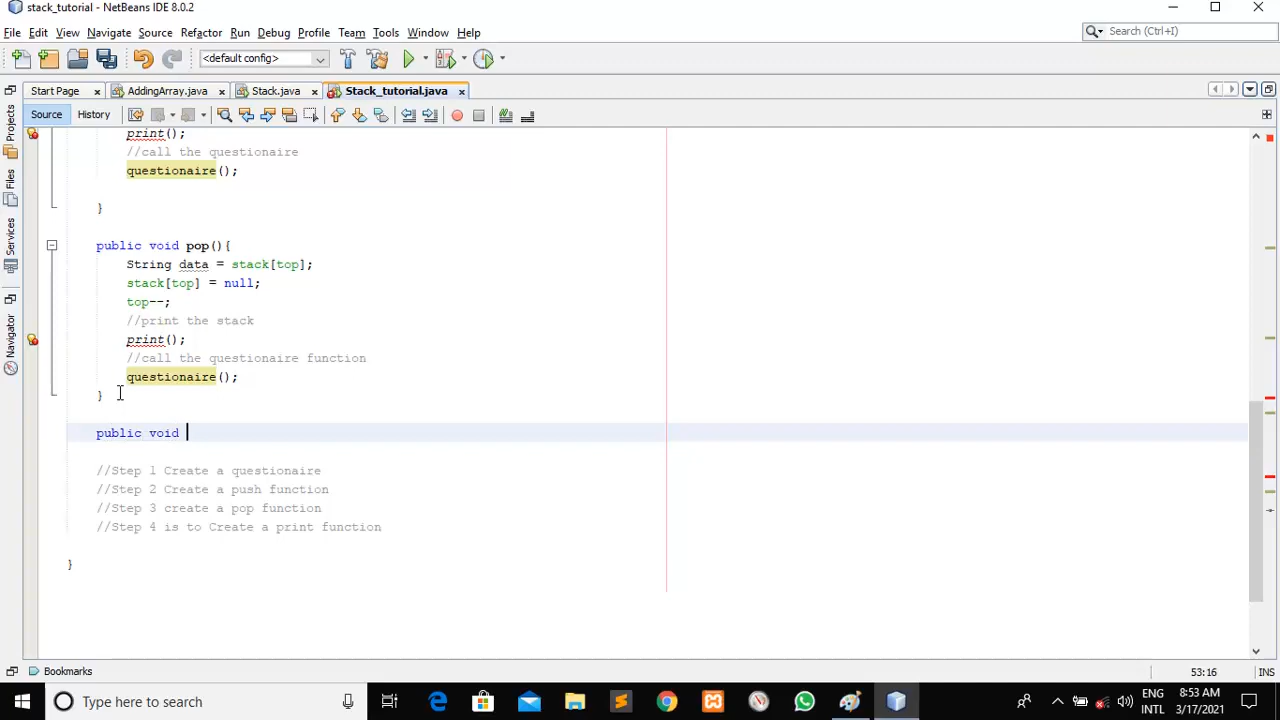 stack_tutorial - NetBeans IDE 8.0.2
File Edit View Navigate Source Refactor Run Debug Profile Team Tools Window Help
Search (Ctrl+I)
<default config>
Start Page AddingArray.java Stack.java Stack_tutorial.java
Source History
Projects
Files
Services
Navigator
print();
//call the questionaire
questionaire();
}
public void pop(){
String data = stack[top];
stack[top] = null;
top--;
//print the stack
print();
//call the questionaire function
questionaire();
}
public void
//Step 1 Create a questionaire
//Step 2 Create a push function
//Step 3 create a pop function
//Step 4 is to Create a print function
}
Bookmarks
53:16 INS
Type here to search
ENG
INTL
8:53 AM
3/17/2021